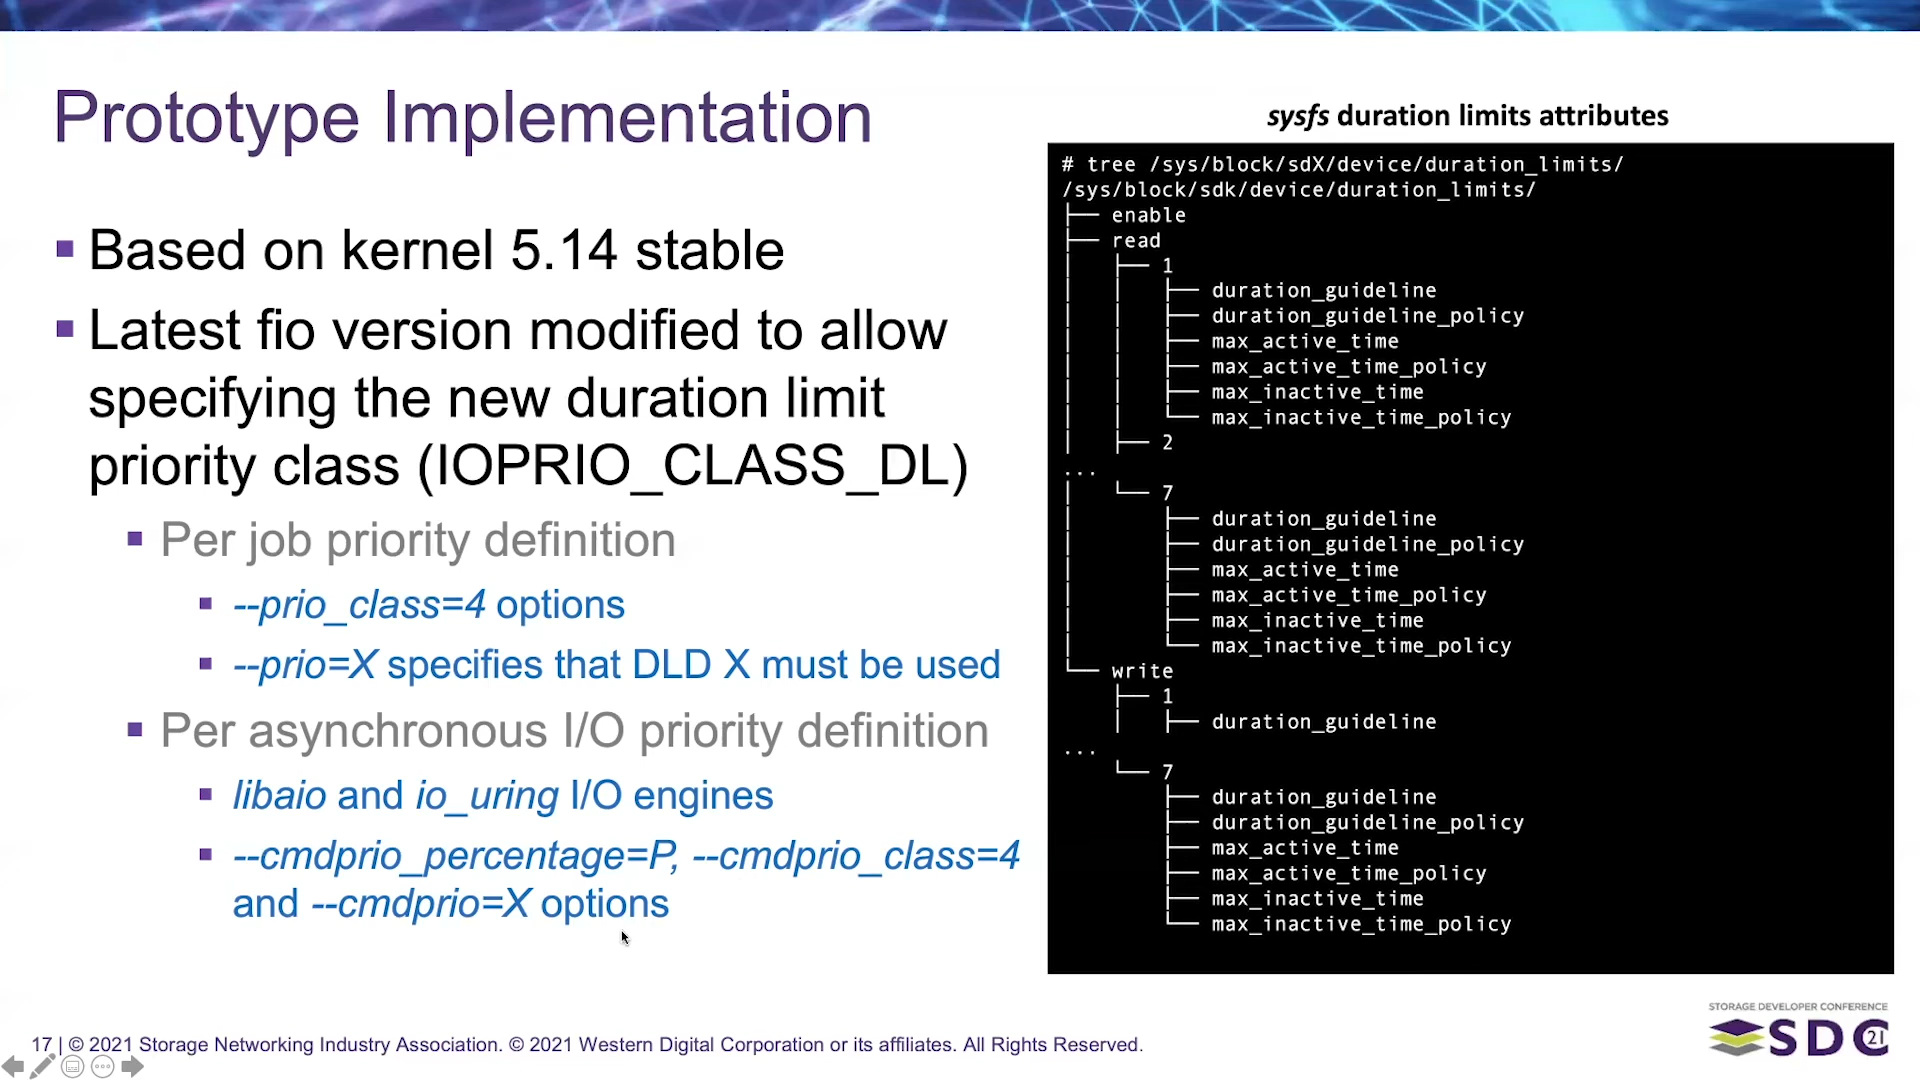 Prototype Implementation
Based on kernel 5.14 stable
Latest fio version modified to allow
specifying the new duration limit
priority class (IOPRIO_CLASS_DL)
Per job priority definition
--prio_class=4 options
--prio=X specifies that DLD X must be used
Per asynchronous I/O priority definition
libaio and io_uring I/O engines
--cmdprio_percentage=P, --cmdprio_class=4
and --cmdprio=X options
sysfs duration limits attributes
# tree /sys/block/sdX/device/duration_limits/
/sys/block/sdk/device/duration_limits/
├── enable
├── read
│   ├── 1
│   │   ├── duration_guideline
│   │   ├── duration_guideline_policy
│   │   ├── max_active_time
│   │   ├── max_active_time_policy
│   │   ├── max_inactive_time
│   │   └── max_inactive_time_policy
│   ├── 2
...
│   └── 7
│       ├── duration_guideline
│       ├── duration_guideline_policy
│       ├── max_active_time
│       ├── max_active_time_policy
│       ├── max_inactive_time
│       └── max_inactive_time_policy
└── write
    ├── 1
    │   ├── duration_guideline
...
    └── 7
        ├── duration_guideline
        ├── duration_guideline_policy
        ├── max_active_time
        ├── max_active_time_policy
        ├── max_inactive_time
        └── max_inactive_time_policy
17 | © 2021 Storage Networking Industry Association. © 2021 Western Digital Corporation or its affiliates. All Rights Reserved.
STORAGE DEVELOPER CONFERENCE
SDC 21